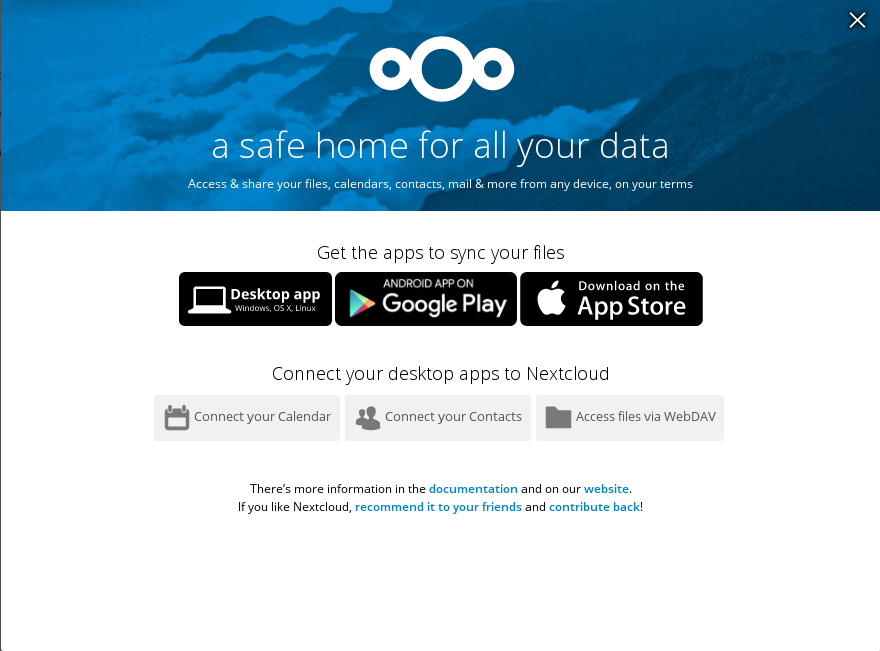 a safe home for all your data
Access & share your files, calendars, contacts, mail & more from any device, on your terms
Get the apps to sync your files
Desktop app
Windows, OS X, Linux
ANDROID APP ON
Google Play
Download on the
App Store
Connect your desktop apps to Nextcloud
Connect your Calendar
Connect your Contacts
Access files via WebDAV
There’s more information in the documentation and on our website.
If you like Nextcloud, recommend it to your friends and contribute back!